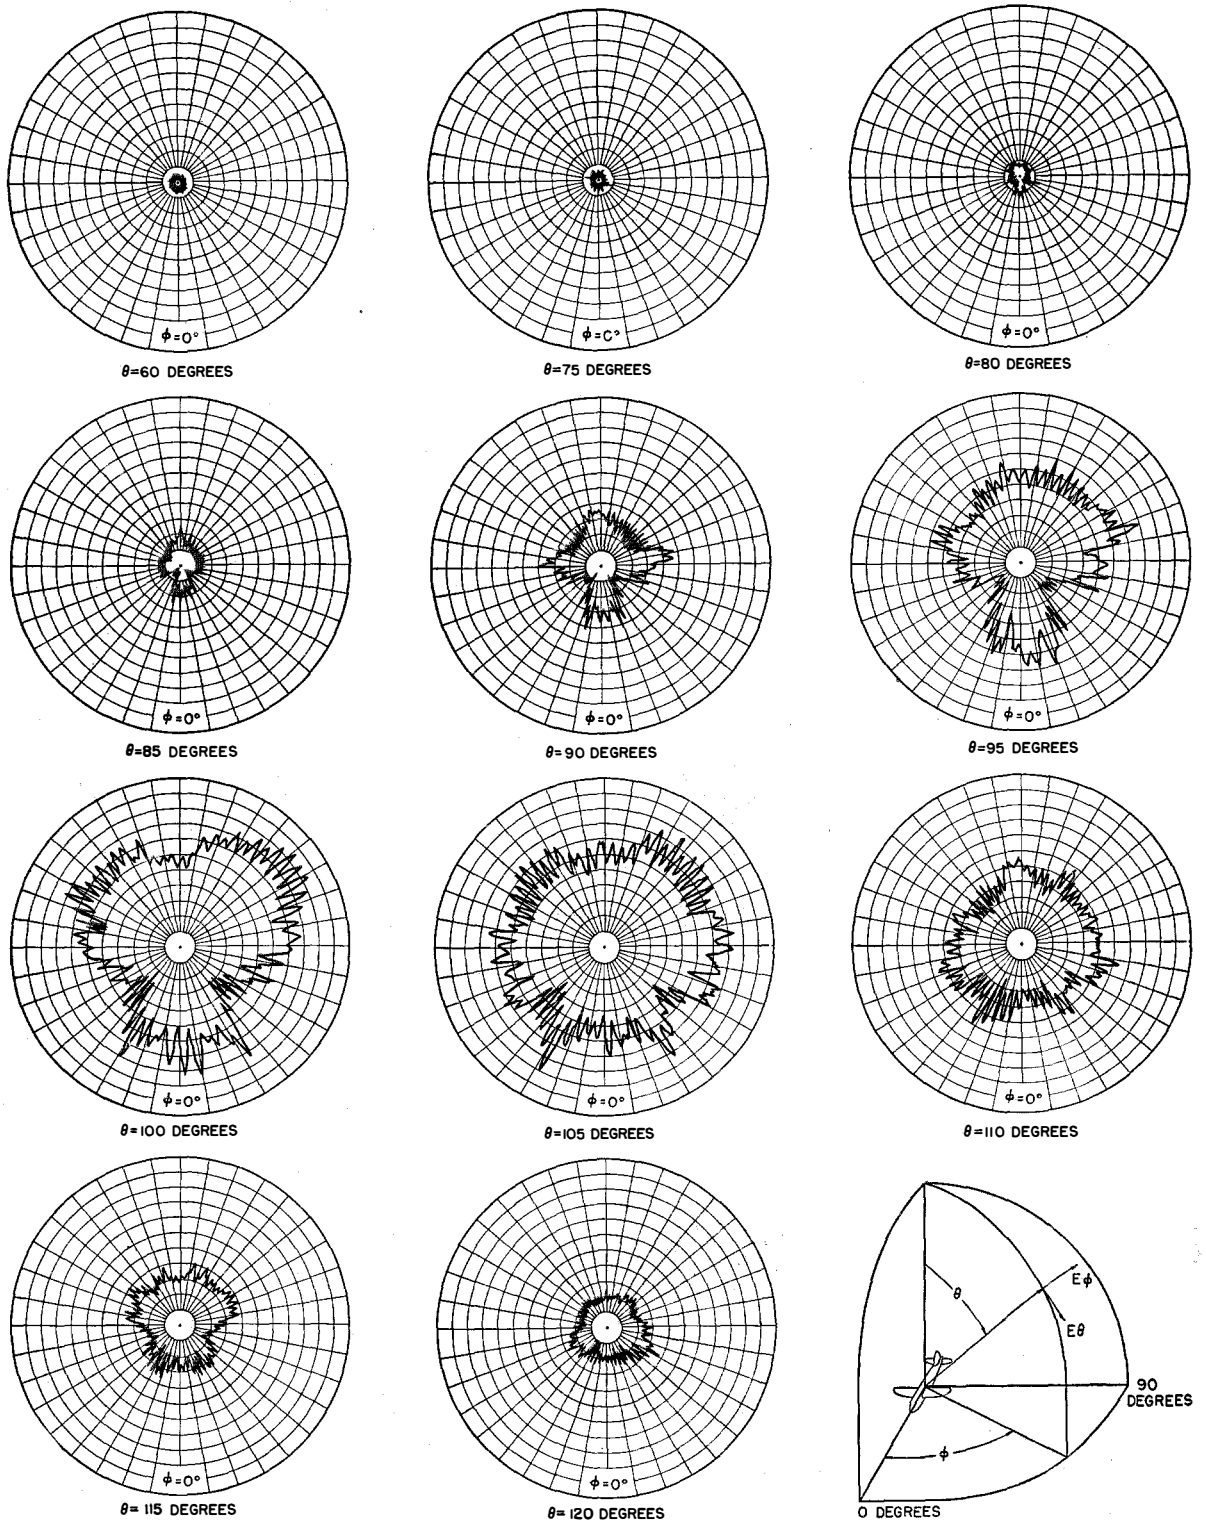 ϕ=0°
θ=60 DEGREES
ϕ=C°
θ=75 DEGREES
ϕ=0°
θ=80 DEGREES
ϕ=0°
θ=85 DEGREES
ϕ=0°
θ=90 DEGREES
ϕ=0°
θ=95 DEGREES
ϕ=0°
θ=100 DEGREES
ϕ=0°
θ=105 DEGREES
ϕ=0°
θ=110 DEGREES
ϕ=0°
θ=115 DEGREES
ϕ=0°
θ=120 DEGREES
θ
Eϕ
Eθ
90
DEGREES
ϕ
0 DEGREES